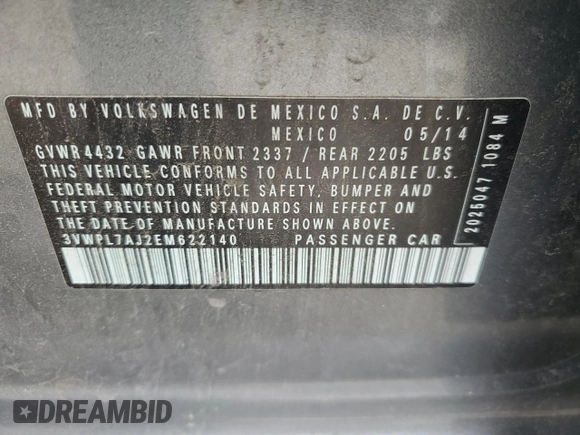 MFD BY VOLKSWAGEN DE MEXICO S.A. DE C.V.
MEXICO 05/14
GVWR4432 GAWR FRONT 2337 / REAR 2205 LBS
THIS VEHICLE CONFORMS TO ALL APPLICABLE U.S.
FEDERAL MOTOR VEHICLE SAFETY, BUMPER AND
THEFT PREVENTION STANDARDS IN EFFECT ON
THE DATE OF MANUFACTURE SHOWN ABOVE.
3VWPL7AJ2EM622140 PASSENGER CAR
2025047 1084 M
DREAMBID